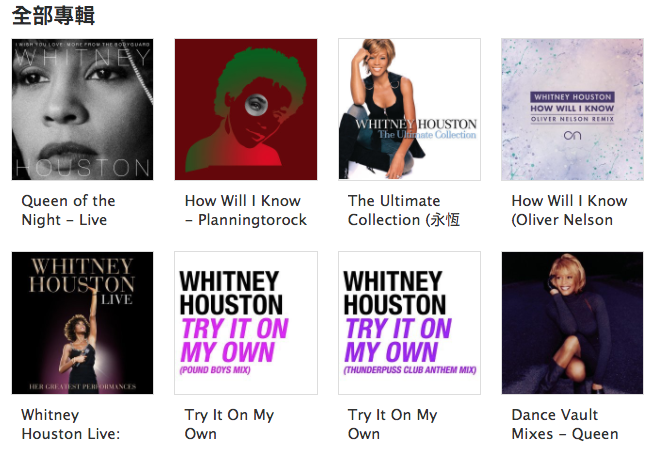 全部專輯
I WISH YOU LOVE: MORE FROM THE BODYGUARD
WHITNEY
HOUSTON
Queen of the
Night – Live
How Will I Know
– Planningtorock
WHITNEY HOUSTON
The Ultimate Collection
The Ultimate
Collection (永恆
WHITNEY HOUSTON
HOW WILL I KNOW
OLIVER NELSON REMIX
on
How Will I Know
(Oliver Nelson
WHITNEY
HOUSTON
LIVE
HER GREATEST PERFORMANCES
Whitney
Houston Live:
WHITNEY
HOUSTON
TRY IT ON
MY OWN
(POUND BOYS MIX)
Try It On My
Own
WHITNEY
HOUSTON
TRY IT ON
MY OWN
(THUNDERPUSS CLUB ANTHEM MIX)
Try It On My
Own
Dance Vault
Mixes – Queen